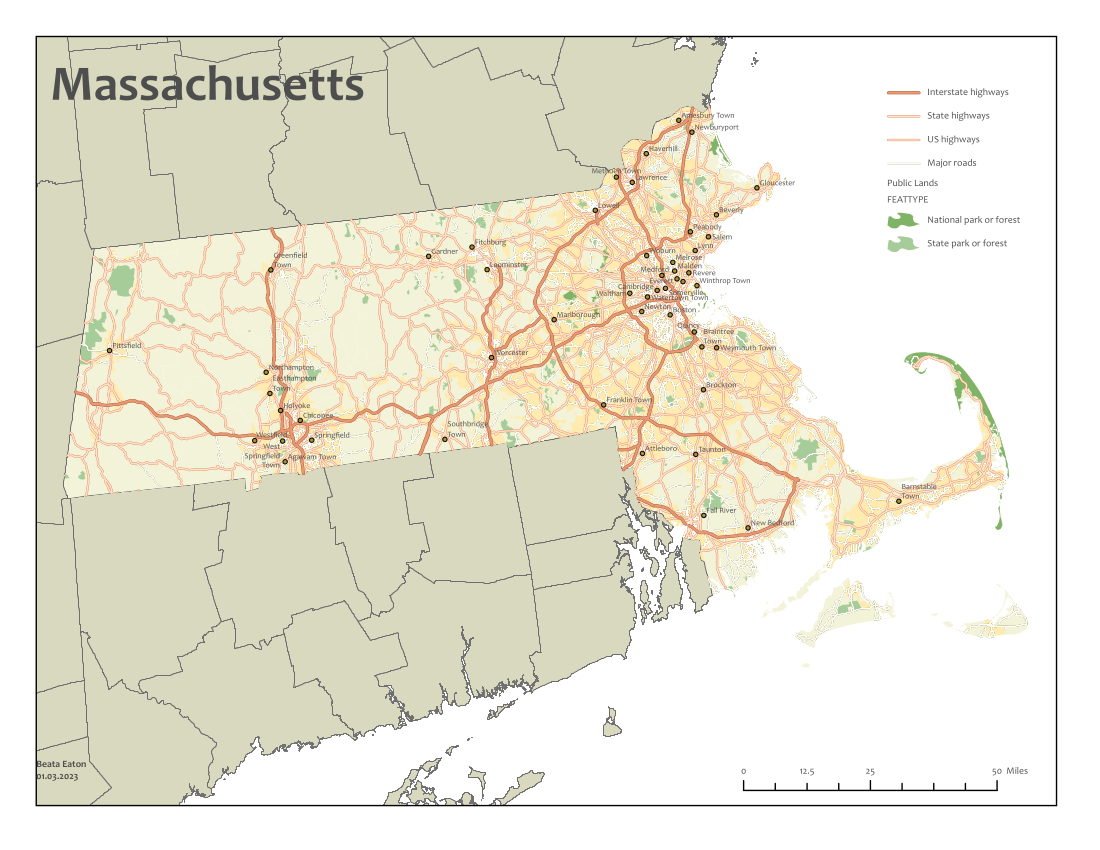 Massachusetts
Interstate highways
State highways
US highways
Major roads
Public Lands
FEATTYPE
National park or forest
State park or forest
Amesbury Town
Newburyport
Haverhill
Methuen Town
Lawrence
Gloucester
Lowell
Beverly
Peabody
Salem
Lynn
Woburn
Melrose
Malden
Medford
Revere
Everett
Winthrop Town
Cambridge
Somerville
Waltham
Watertown Town
Newton
Boston
Quincy
Braintree
Town
Weymouth Town
Gardner
Fitchburg
Leominster
Greenfield
Town
Marlborough
Pittsfield
Worcester
Northampton
Easthampton
Town
Holyoke
Chicopee
Brockton
Franklin Town
Southbridge
Town
Westfield
Springfield
West
Springfield
Town
Agawam Town
Attleboro
Taunton
Barnstable
Town
Fall River
New Bedford
Beata Eaton
01.03.2023
0 12.5 25 50 Miles